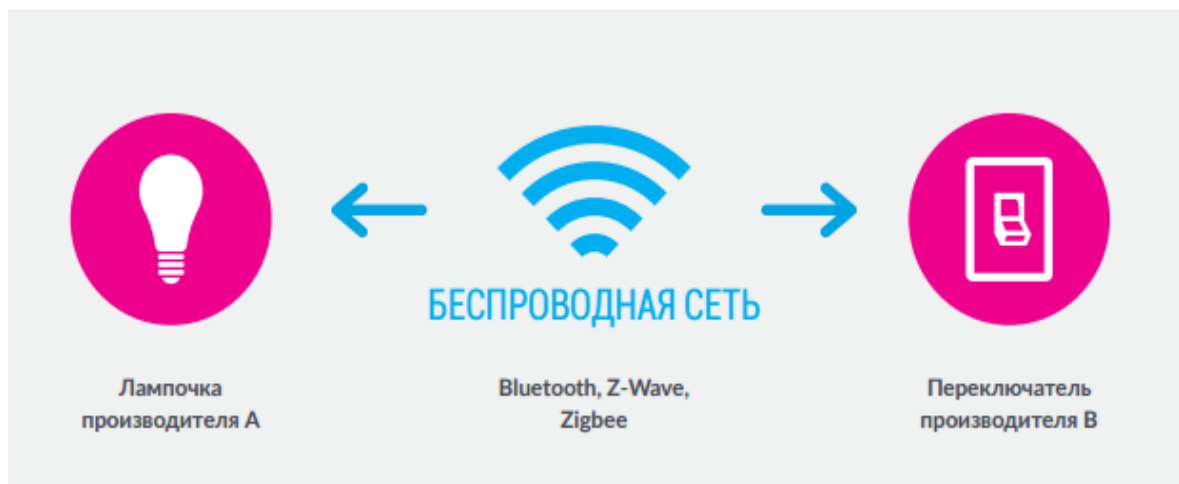 БЕСПРОВОДНАЯ СЕТЬ
Лампочка
производителя А
Bluetooth, Z-Wave,
Zigbee
Переключатель
производителя В